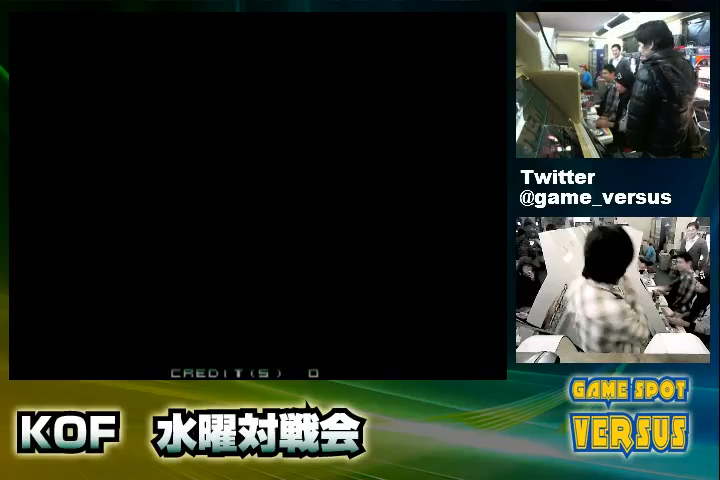 Twitter
@game_versus
CREDIT(S) 0
KOF 水曜対戦会
GAME SPOT
VERSUS